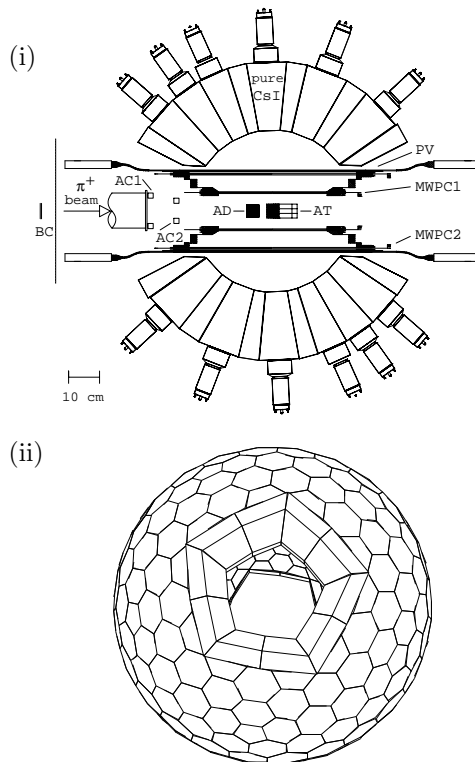 (i)
pure
CsI
PV
π+
beam
AC1
MWPC1
BC
AD
AT
AC2
MWPC2
10 cm
(ii)